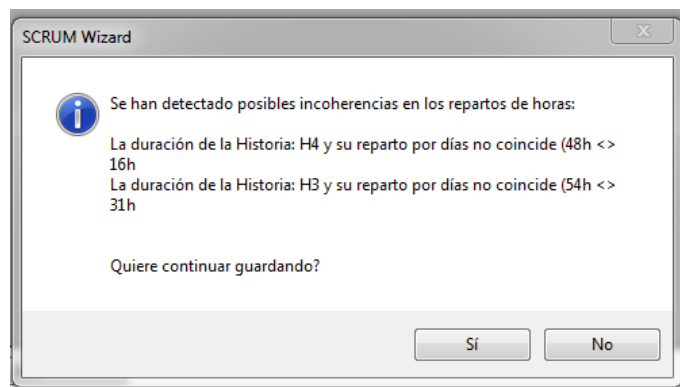 SCRUM Wizard
Se han detectado posibles incoherencias en los repartos de horas:
La duración de la Historia: H4 y su reparto por días no coincide (48h <>
16h
La duración de la Historia: H3 y su reparto por días no coincide (54h <>
31h
Quiere continuar guardando?
Sí
No